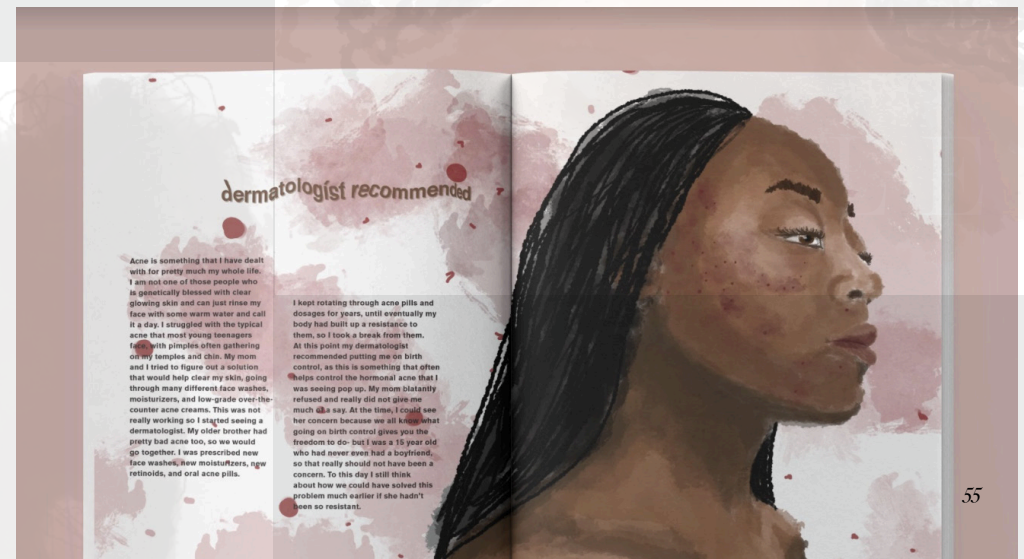 dermatologist recommended
Acne is something that I have dealt
with for pretty much my whole life.
I am not one of those people who
is genetically blessed with clear
glowing skin and can just rinse my
face with some warm water and call
it a day. I struggled with the typical
acne that most young teenagers
face, with pimples often gathering
on my temples and chin. My mom
and I tried to figure out a solution
that would help clear my skin, going
through many different face washes,
moisturizers, and low-grade over-the-
counter acne creams. This was not
really working so I started seeing a
dermatologist. My older brother had
pretty bad acne too, so we would
go together. I was prescribed new
face washes, new moisturizers, new
retinoids, and oral acne pills.
I kept rotating through acne pills and
dosages for years, until eventually my
body had built up a resistance to
them, so I took a break from them.
At this point my dermatologist
recommended putting me on birth
control, as this is something that often
helps control the hormonal acne that I
was seeing pop up. My mom blatantly
refused and really did not give me
much of a say. At the time, I could see
her concern because we all know what
going on birth control gives you the
freedom to do- but I was a 15 year old
who had never even had a boyfriend,
so that really should not have been a
concern. To this day I still think
about how we could have solved this
problem much earlier if she hadn't
been so resistant.
55